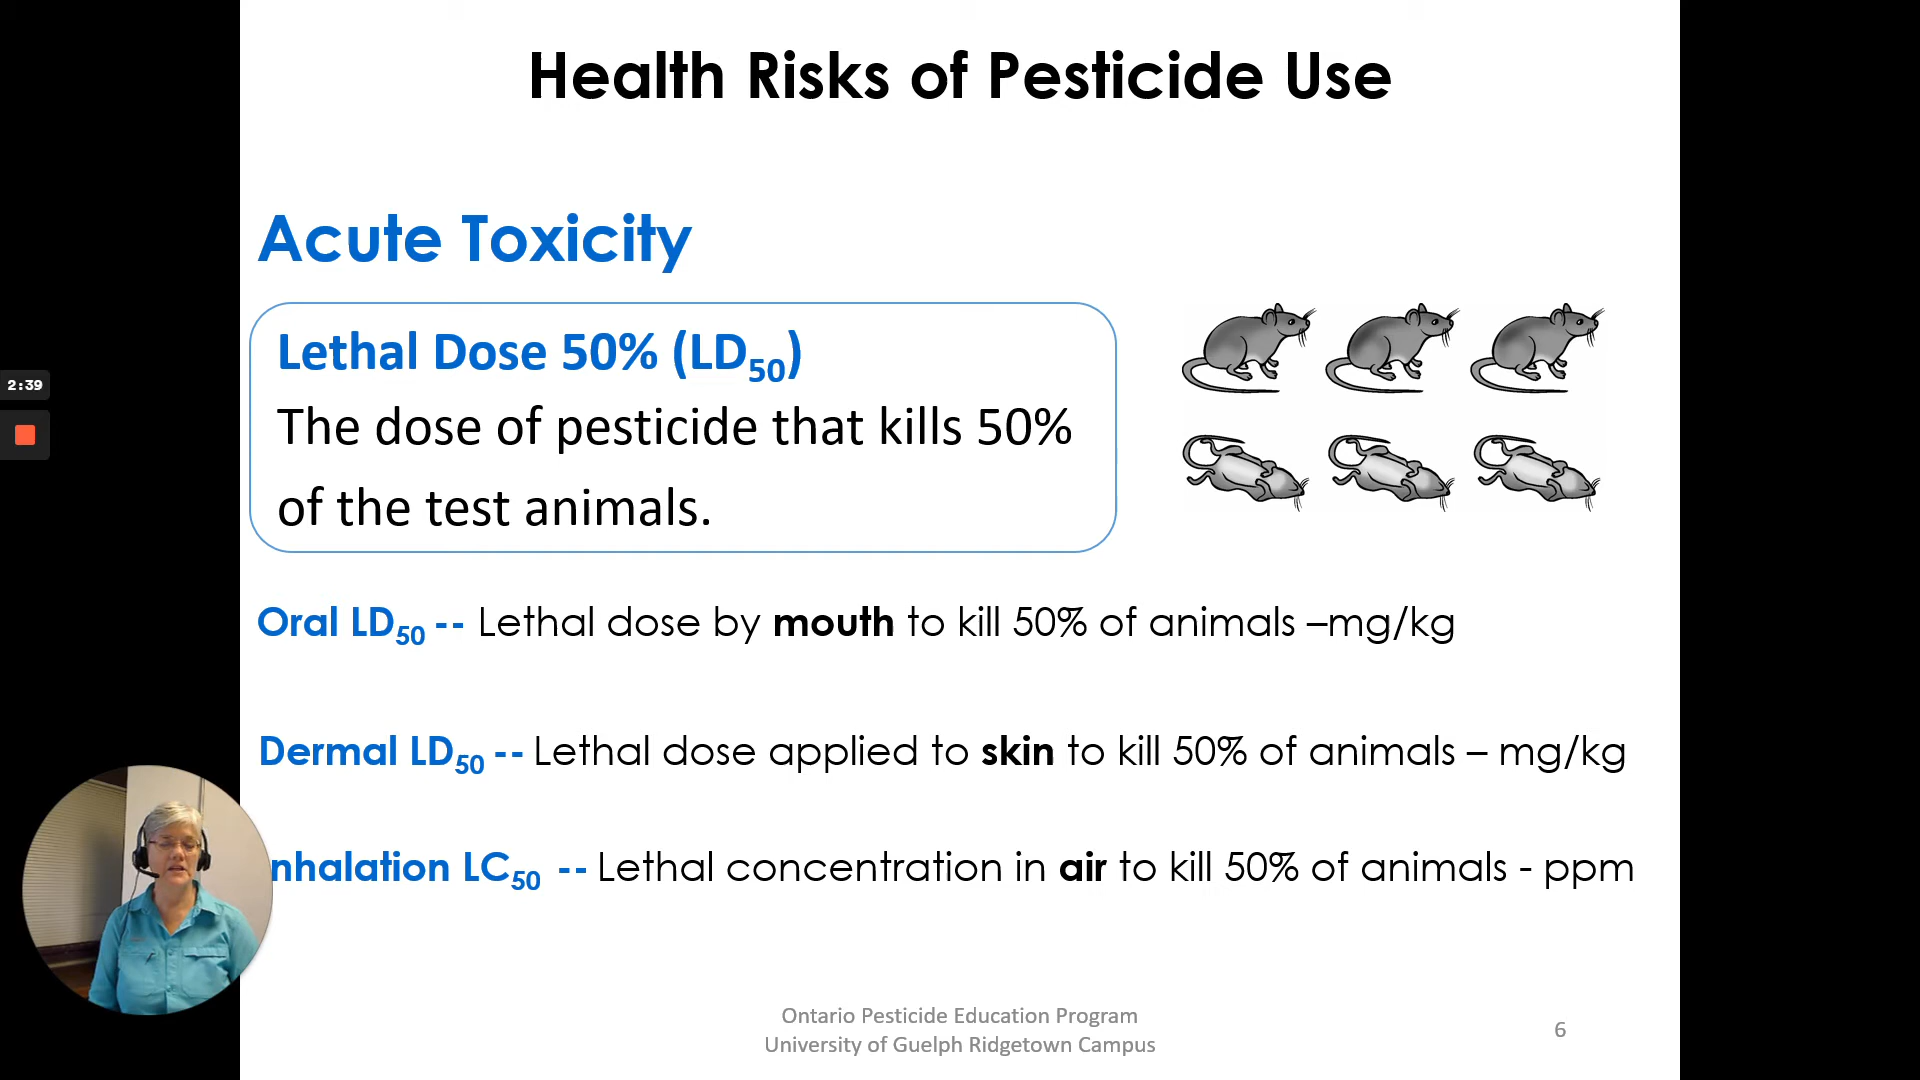 Health Risks of Pesticide Use
Acute Toxicity
Lethal Dose 50% (LD50)
The dose of pesticide that kills 50%
of the test animals.
2:39
Oral LD50 -- Lethal dose by mouth to kill 50% of animals –mg/kg
Dermal LD50 -- Lethal dose applied to skin to kill 50% of animals – mg/kg
nhalation LC50 -- Lethal concentration in air to kill 50% of animals - ppm
Ontario Pesticide Education Program
University of Guelph Ridgetown Campus
6